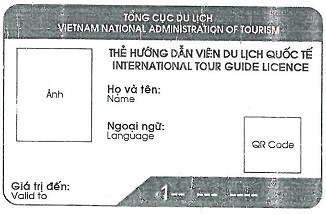 TỔNG CỤC DU LỊCH
VIETNAM NATIONAL ADMINISTRATION OF TOURISM
THẺ HƯỚNG DẪN VIÊN DU LỊCH QUỐC TẾ
INTERNATIONAL TOUR GUIDE LICENCE
Ảnh
Họ và tên:
Name
Ngoại ngữ:
Language
QR Code
Giá trị đến:
Valid to
1-- --- ----